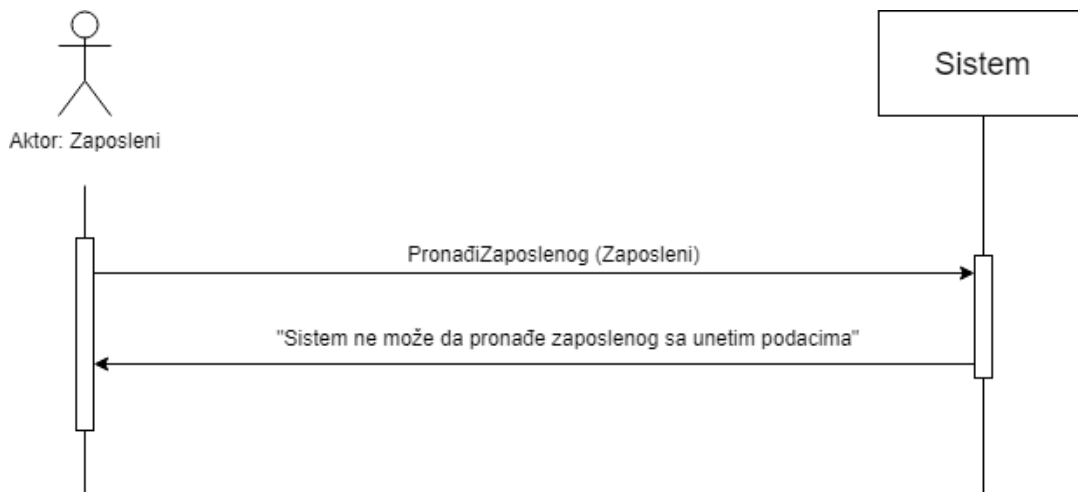 Sistem
Aktor: Zaposleni
PronađiZaposlenog (Zaposleni)
"Sistem ne može da pronađe zaposlenog sa unetim podacima"